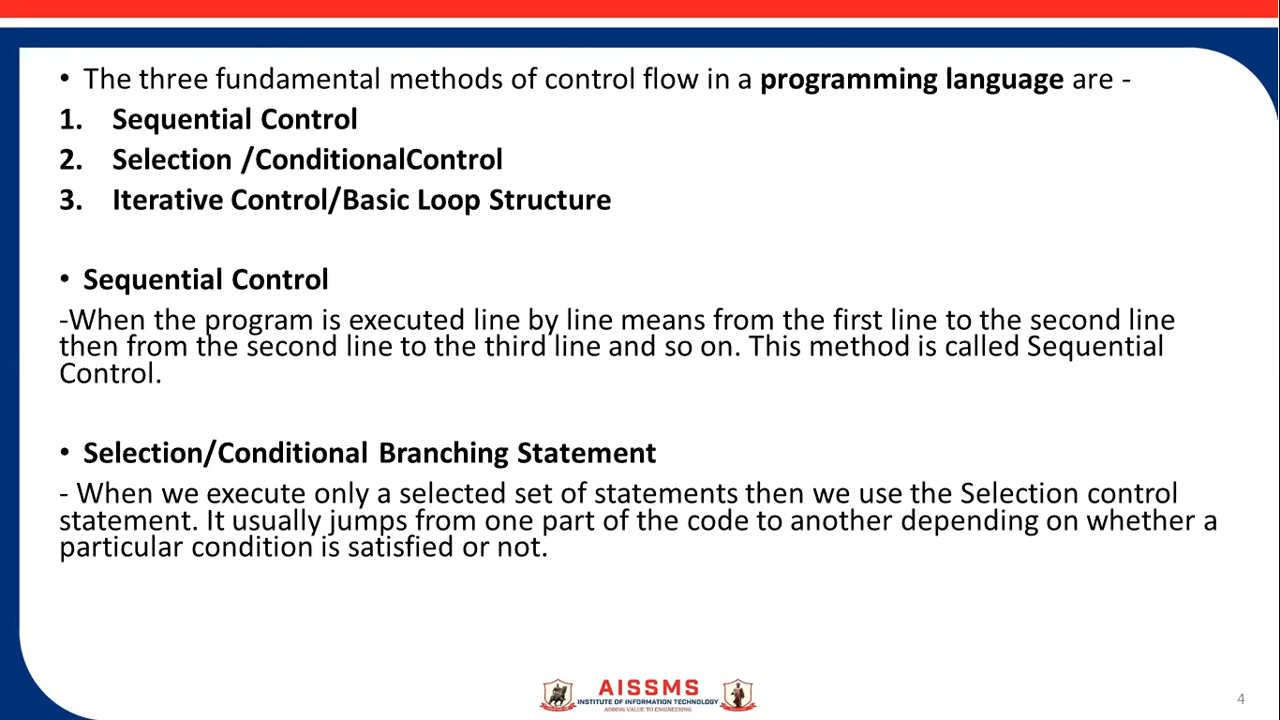 • The three fundamental methods of control flow in a programming language are -
1. Sequential Control
2. Selection /ConditionalControl
3. Iterative Control/Basic Loop Structure
• Sequential Control
-When the program is executed line by line means from the first line to the second line
then from the second line to the third line and so on. This method is called Sequential
Control.
• Selection/Conditional Branching Statement
- When we execute only a selected set of statements then we use the Selection control
statement. It usually jumps from one part of the code to another depending on whether a
particular condition is satisfied or not.
AISSMS
INSTITUTE OF INFORMATION TECHNOLOGY
ADDING VALUE TO ENGINEERING
4